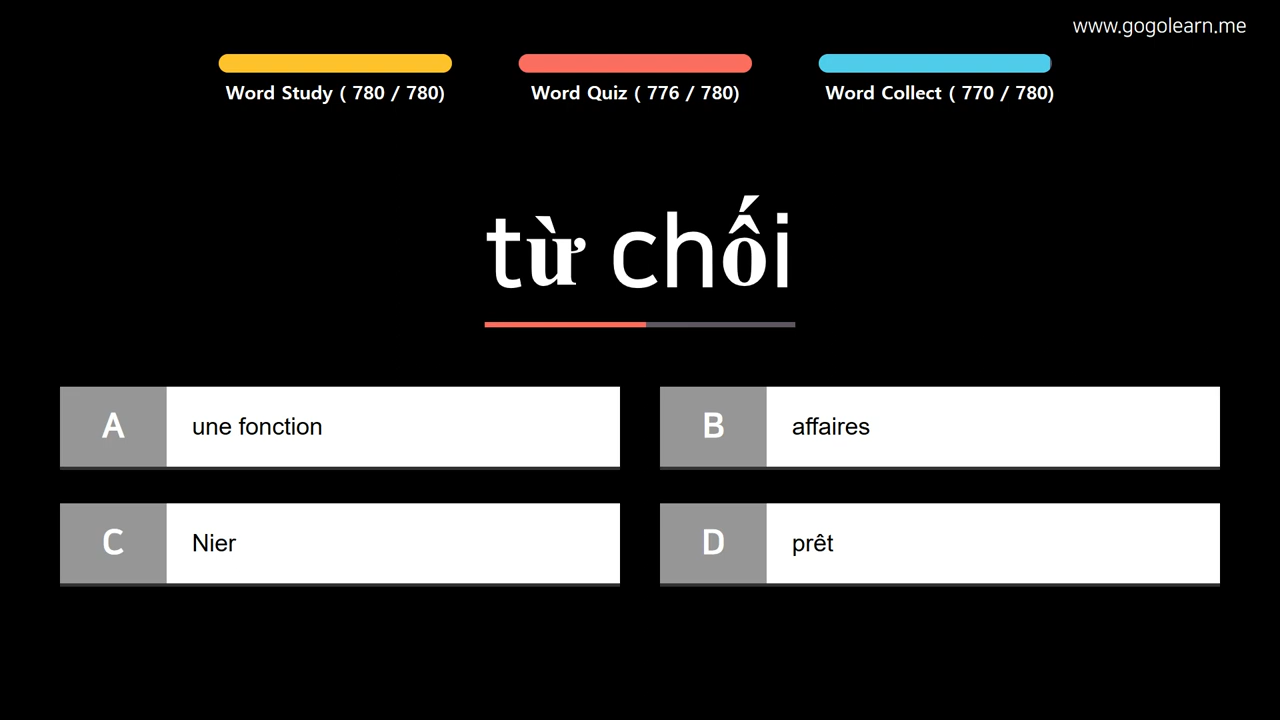 www.gogolearn.me
Word Study ( 780 / 780)
Word Quiz ( 776 / 780)
Word Collect ( 770 / 780)
từ chối
A
une fonction
B
affaires
C
Nier
D
prêt